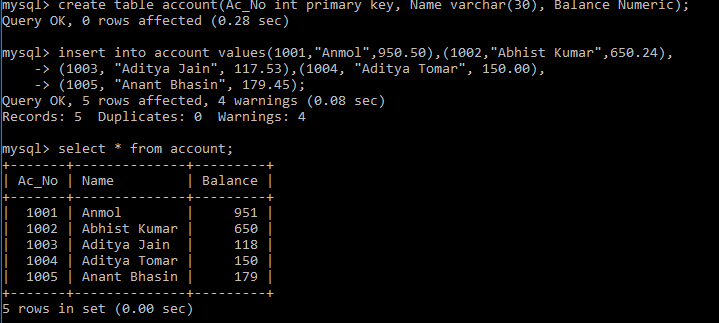 mysql> create table account(Ac_No int primary key, Name varchar(30), Balance Numeric);
Query OK, 0 rows affected (0.28 sec)
mysql> insert into account values(1001,"Anmol",950.50),(1002,"Abhist Kumar",650.24),
    -> (1003, "Aditya Jain", 117.53),(1004, "Aditya Tomar", 150.00),
    -> (1005, "Anant Bhasin", 179.45);
Query OK, 5 rows affected, 4 warnings (0.08 sec)
Records: 5  Duplicates: 0  Warnings: 4
mysql> select * from account;
+-------+--------------+---------+
| Ac_No | Name         | Balance |
+-------+--------------+---------+
|  1001 | Anmol        |     951 |
|  1002 | Abhist Kumar |     650 |
|  1003 | Aditya Jain  |     118 |
|  1004 | Aditya Tomar |     150 |
|  1005 | Anant Bhasin |     179 |
+-------+--------------+---------+
5 rows in set (0.00 sec)